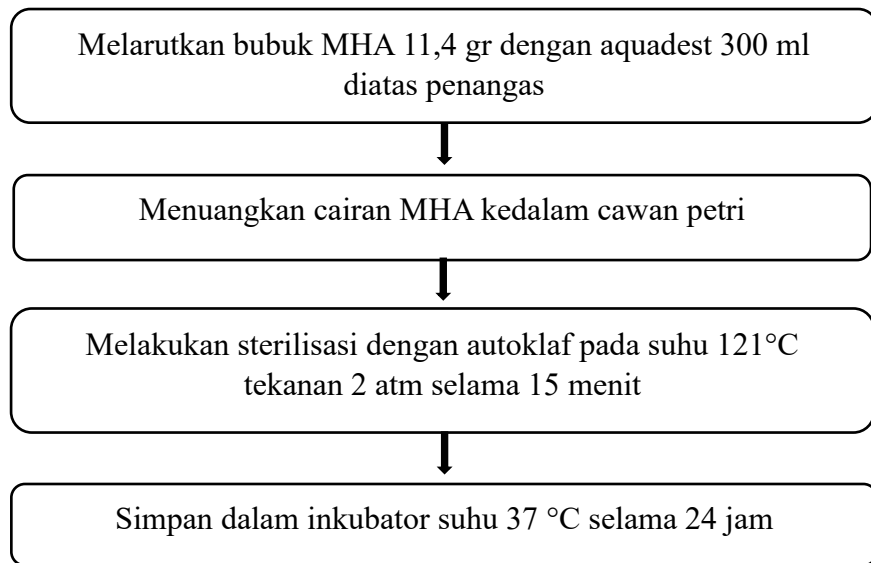 Melarutkan bubuk MHA 11,4 gr dengan aquadest 300 ml
diatas penangas
Menuangkan cairan MHA kedalam cawan petri
Melakukan sterilisasi dengan autoklaf pada suhu 121°C
tekanan 2 atm selama 15 menit
Simpan dalam inkubator suhu 37 °C selama 24 jam